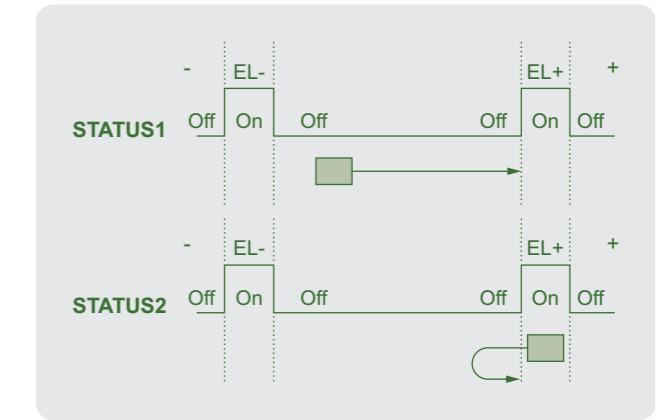 - EL- EL+ +
STATUS1 Off On Off Off On Off
- EL- EL+ +
STATUS2 Off On Off Off On Off